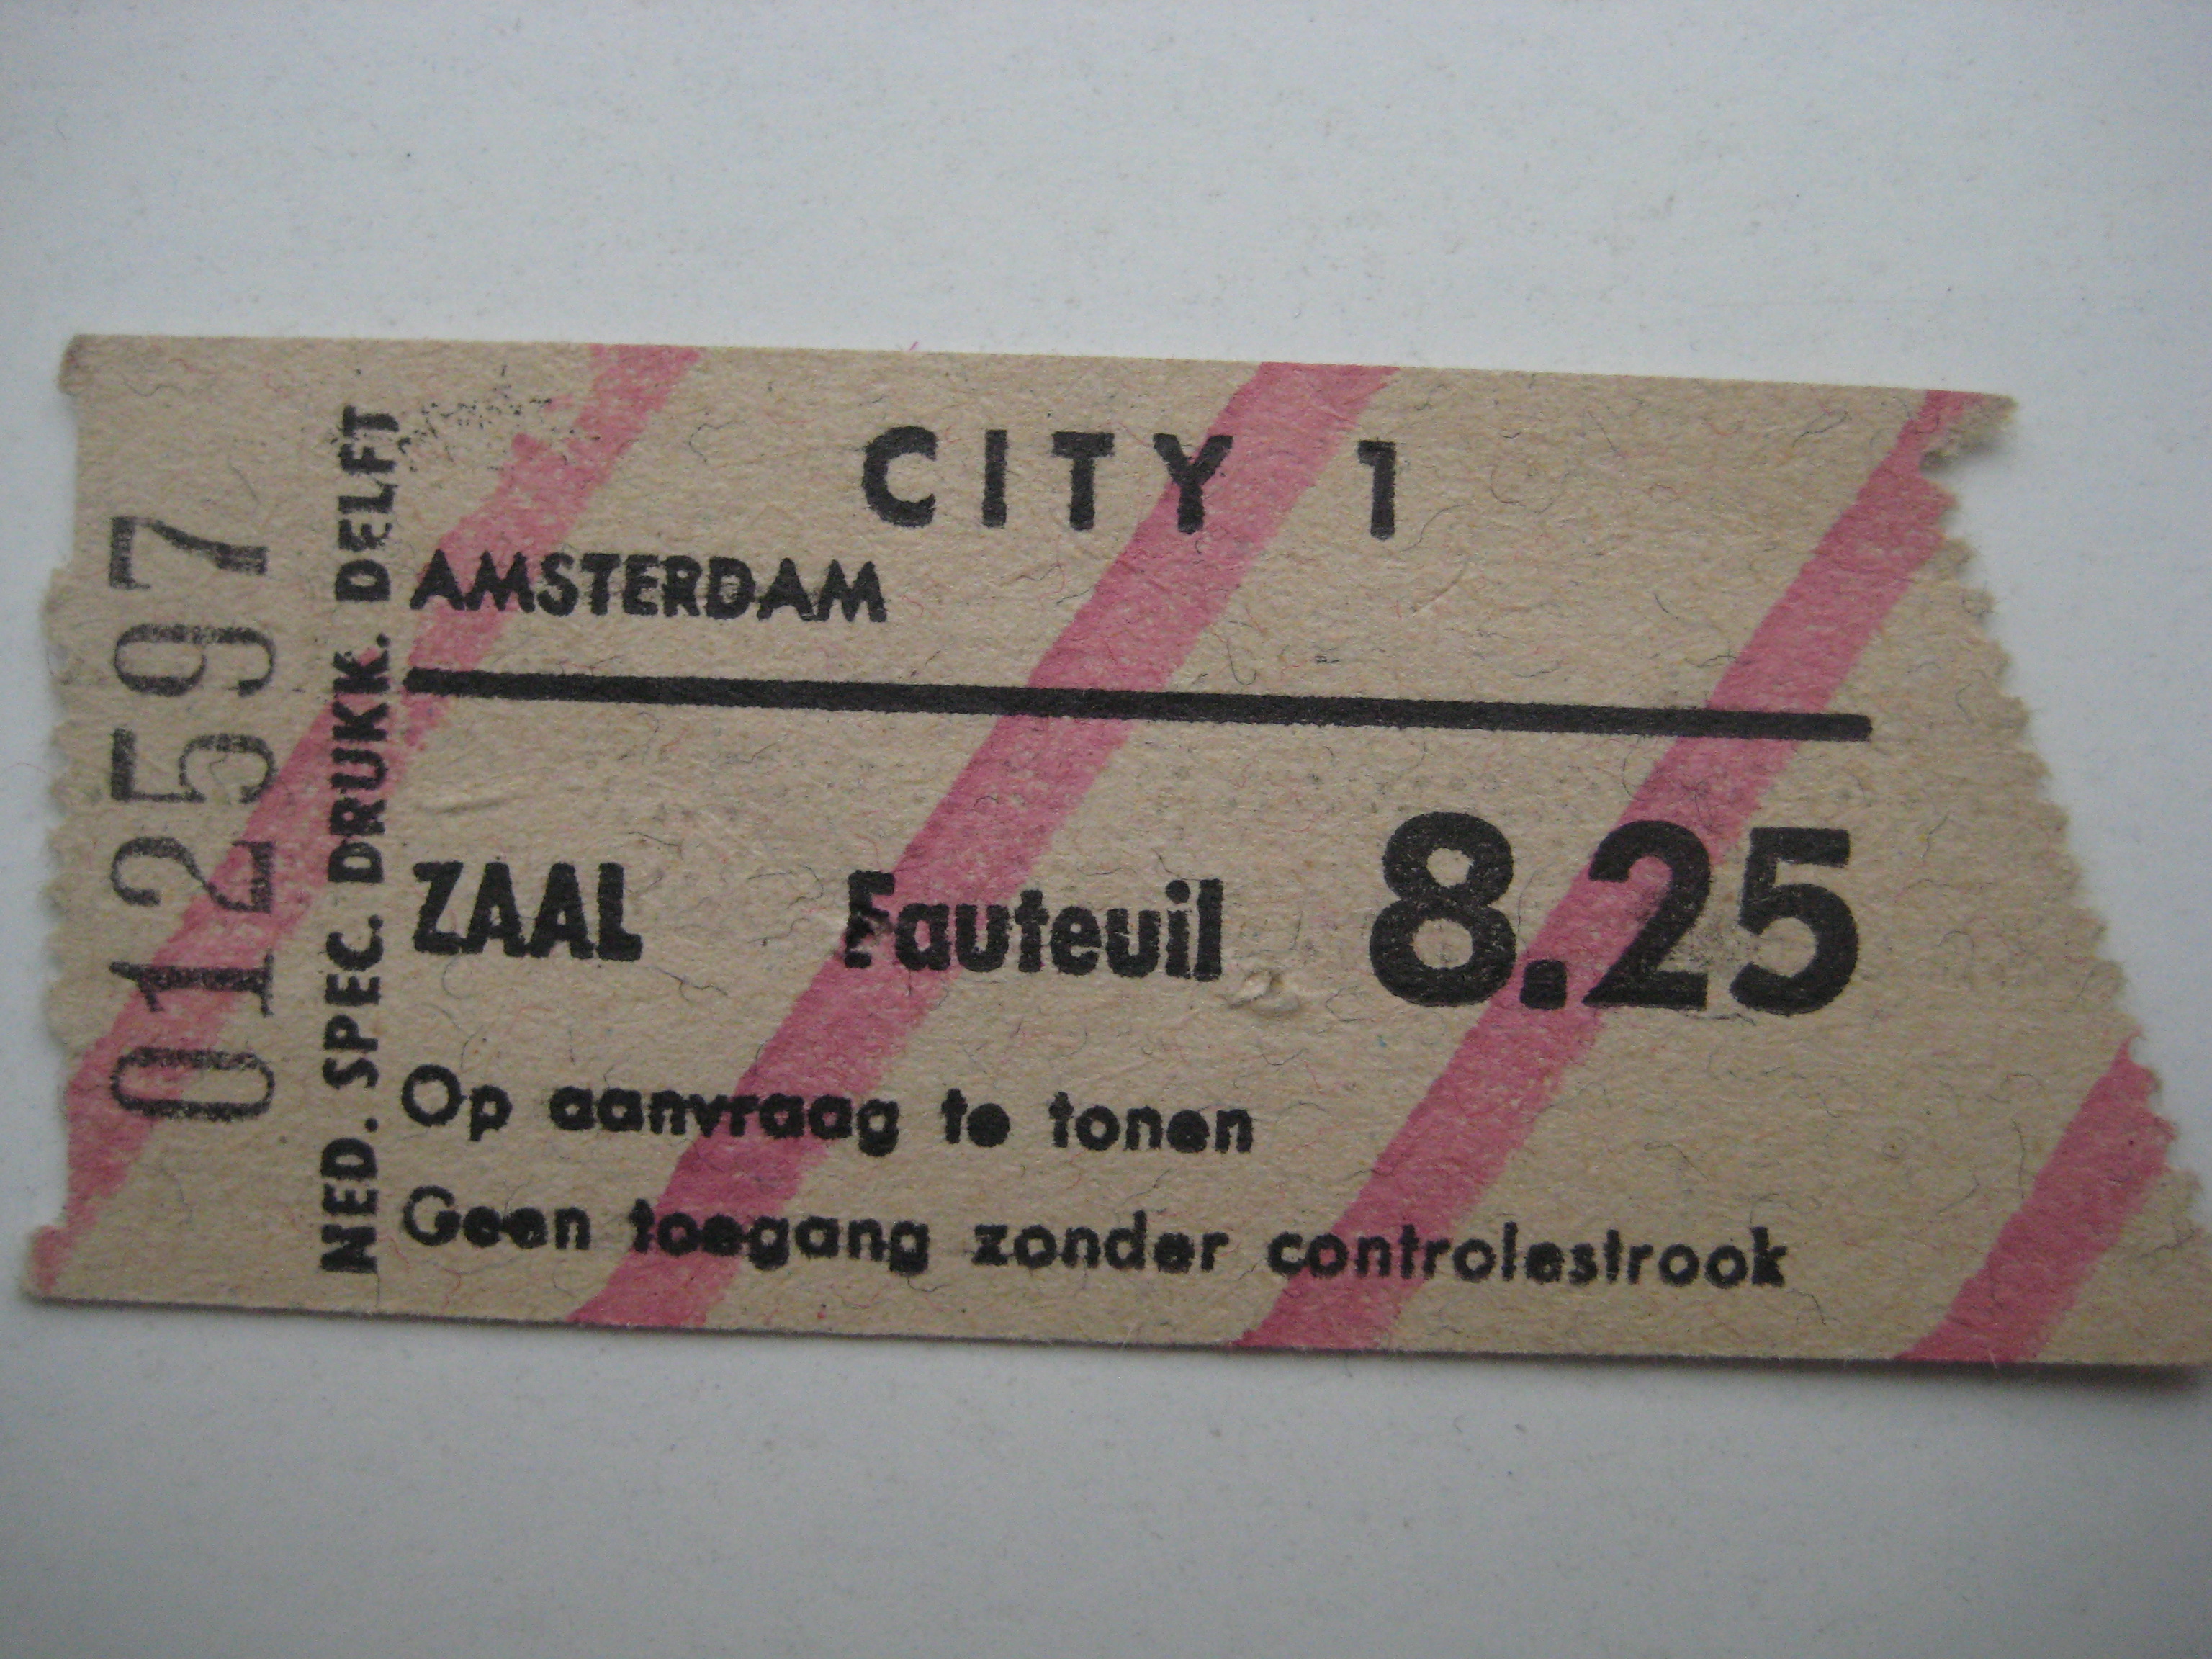 012597
NED. SPEC. DRUKK. DELFT
CITY 1
AMSTERDAM
ZAAL Fauteuil 8.25
Op aanvraag te tonen
Geen toegang zonder controlestrook